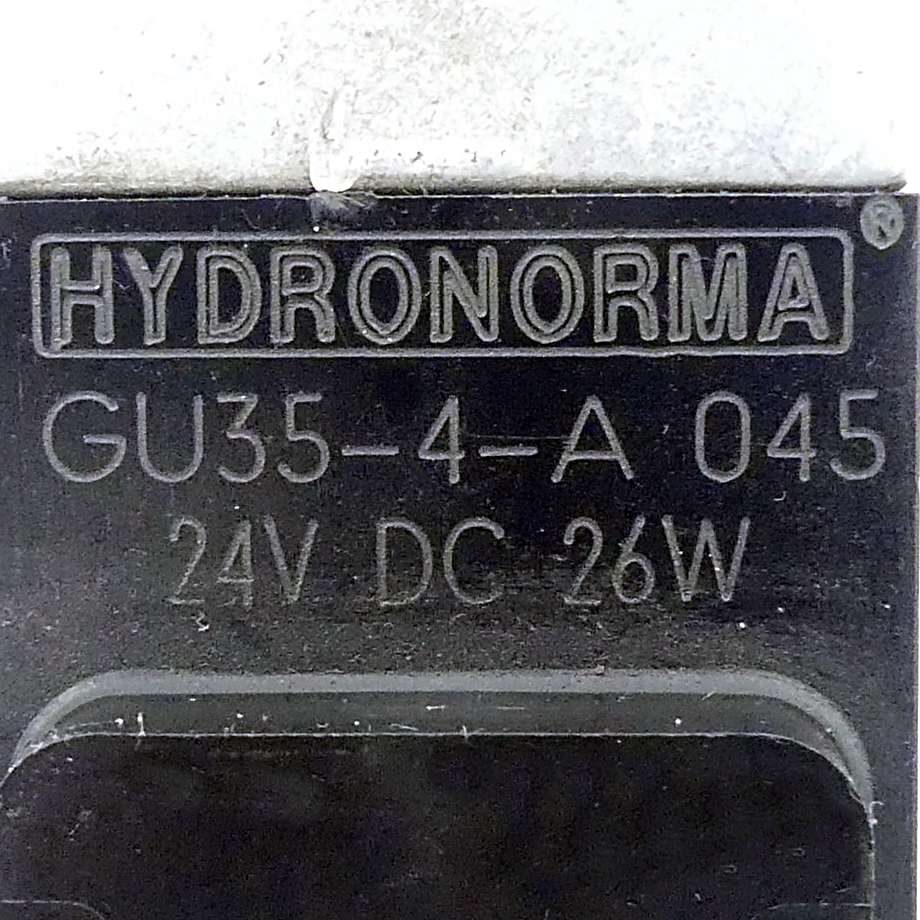 HYDRONORMA ®
GU35-4-A 045
24V DC 26W